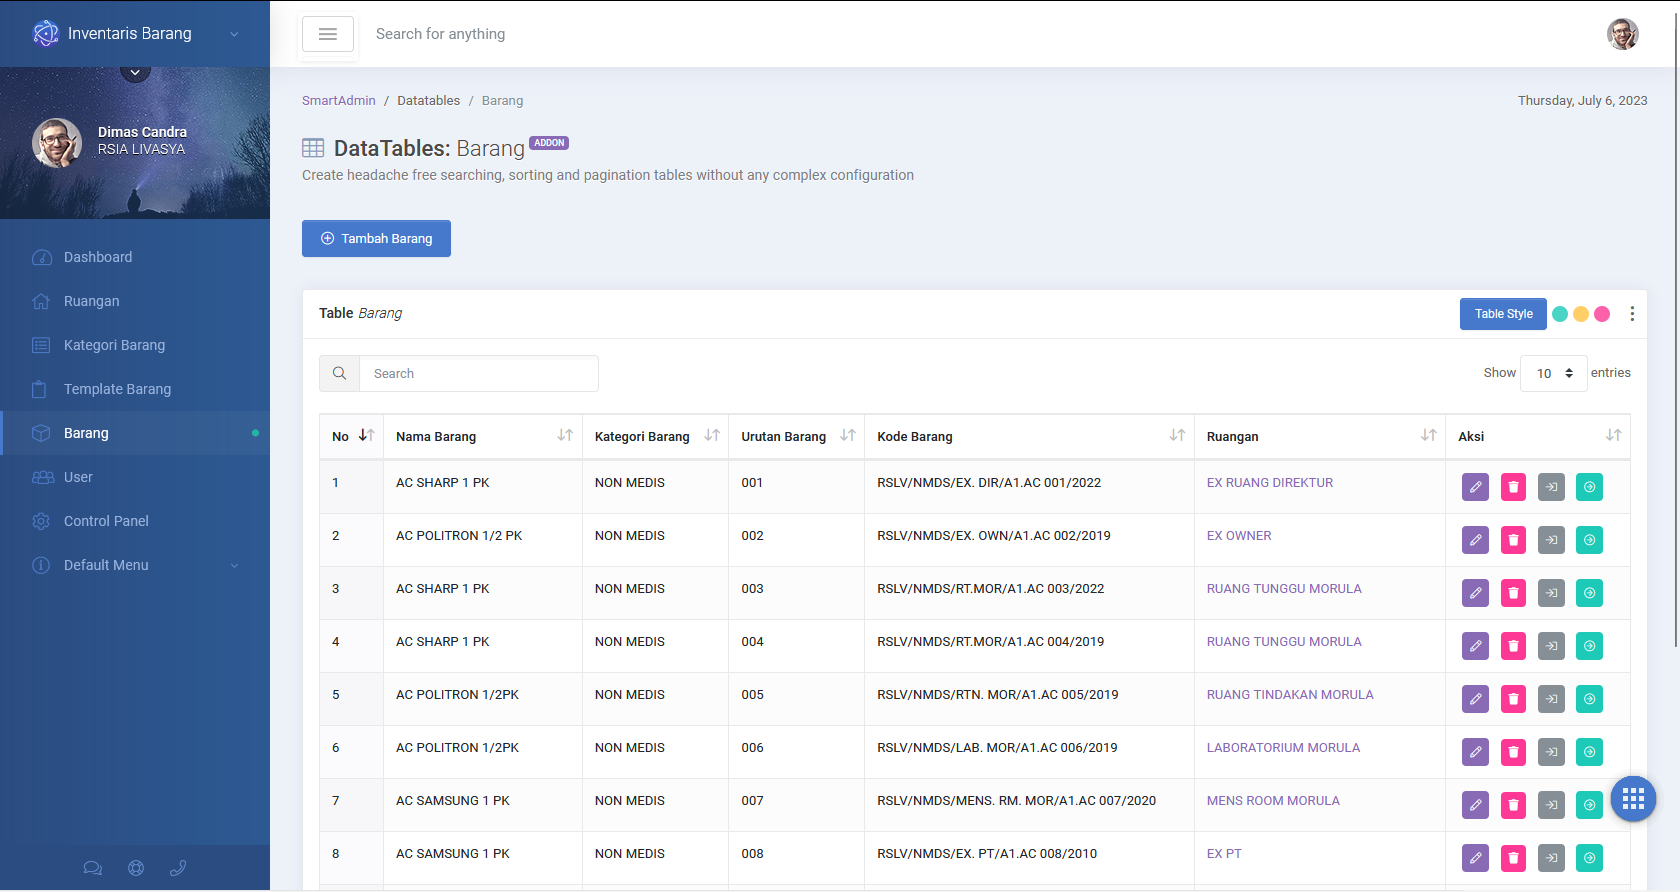 Inventaris Barang
Search for anything
Dimas Candra
RSIA LIVASYA
Dashboard
Ruangan
Kategori Barang
Template Barang
Barang
User
Control Panel
Default Menu
SmartAdmin / Datatables / Barang
Thursday, July 6, 2023
DataTables: Barang ADDON
Create headache free searching, sorting and pagination tables without any complex configuration
Tambah Barang
Table Barang
Table Style
Search
Show 10 entries
No Nama Barang Kategori Barang Urutan Barang Kode Barang Ruangan Aksi
1 AC SHARP 1 PK NON MEDIS 001 RSLV/NMDS/EX. DIR/A1.AC 001/2022 EX RUANG DIREKTUR
2 AC POLITRON 1/2 PK NON MEDIS 002 RSLV/NMDS/EX. OWN/A1.AC 002/2019 EX OWNER
3 AC SHARP 1 PK NON MEDIS 003 RSLV/NMDS/RT.MOR/A1.AC 003/2022 RUANG TUNGGU MORULA
4 AC SHARP 1 PK NON MEDIS 004 RSLV/NMDS/RT.MOR/A1.AC 004/2019 RUANG TUNGGU MORULA
5 AC POLITRON 1/2PK NON MEDIS 005 RSLV/NMDS/RTN. MOR/A1.AC 005/2019 RUANG TINDAKAN MORULA
6 AC POLITRON 1/2PK NON MEDIS 006 RSLV/NMDS/LAB. MOR/A1.AC 006/2019 LABORATORIUM MORULA
7 AC SAMSUNG 1 PK NON MEDIS 007 RSLV/NMDS/MENS. RM. MOR/A1.AC 007/2020 MENS ROOM MORULA
8 AC SAMSUNG 1 PK NON MEDIS 008 RSLV/NMDS/EX. PT/A1.AC 008/2010 EX PT